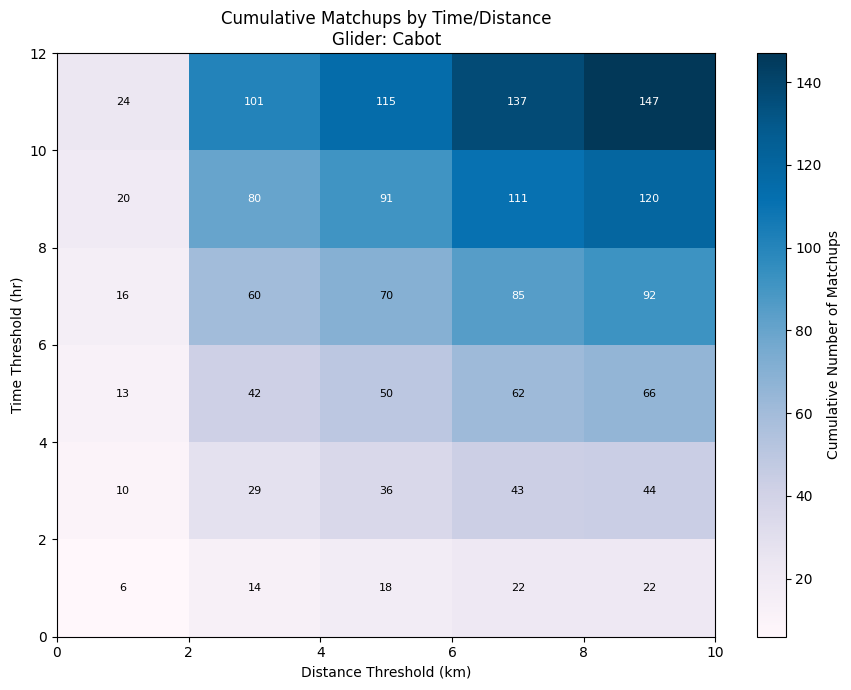 Cumulative Matchups by Time/Distance
Glider: Cabot
Time Threshold (hr)
12
24 101 115 137 147
10
20 80 91 111 120
8
16 60 70 85 92
6
13 42 50 62 66
4
10 29 36 43 44
2
6 14 18 22 22
0
0 2 4 6 8 10
Distance Threshold (km)
140
120
100
80
60
40
20
Cumulative Number of Matchups